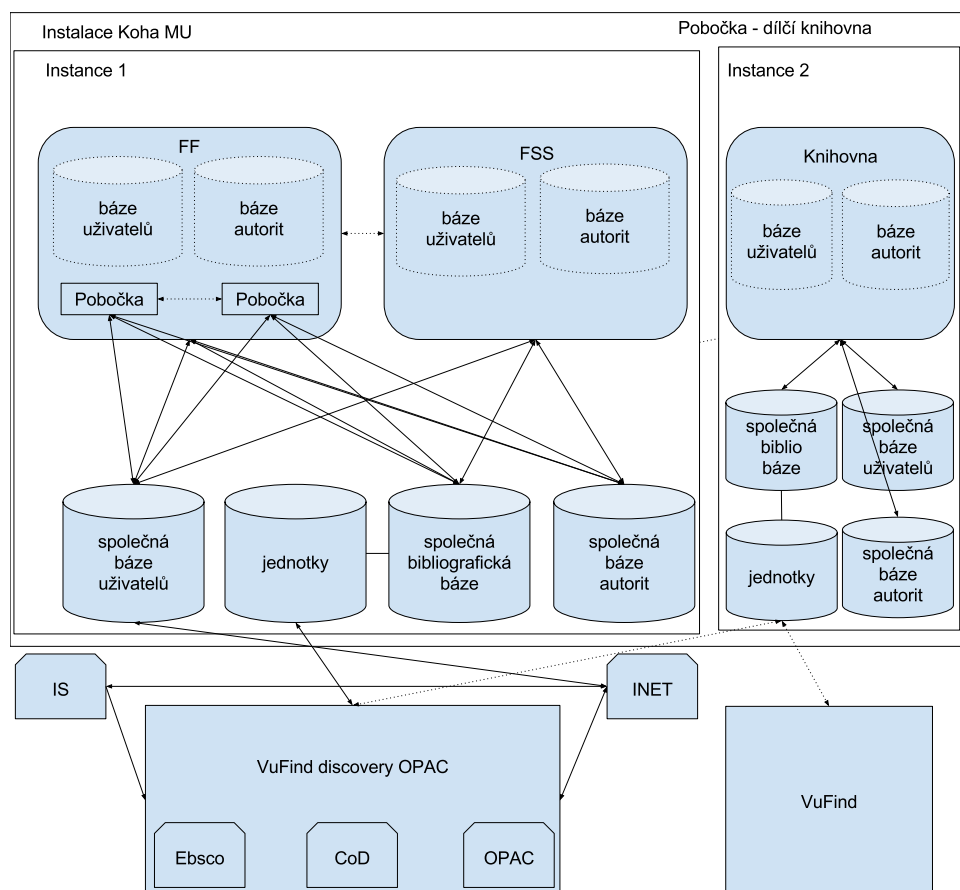 Instalace Koha MU
Pobočka - dílčí knihovna
Instance 1
Instance 2
FF
báze
uživatelů
báze
autorit
Pobočka
Pobočka
FSS
báze
uživatelů
báze
autorit
Knihovna
báze
uživatelů
báze
autorit
společná
biblio
báze
společná
báze
uživatelů
společná
báze
uživatelů
jednotky
společná
bibliografická
báze
společná
báze
autorit
jednotky
společná
báze
autorit
IS
INET
VuFind discovery OPAC
Ebsco
CoD
OPAC
VuFind